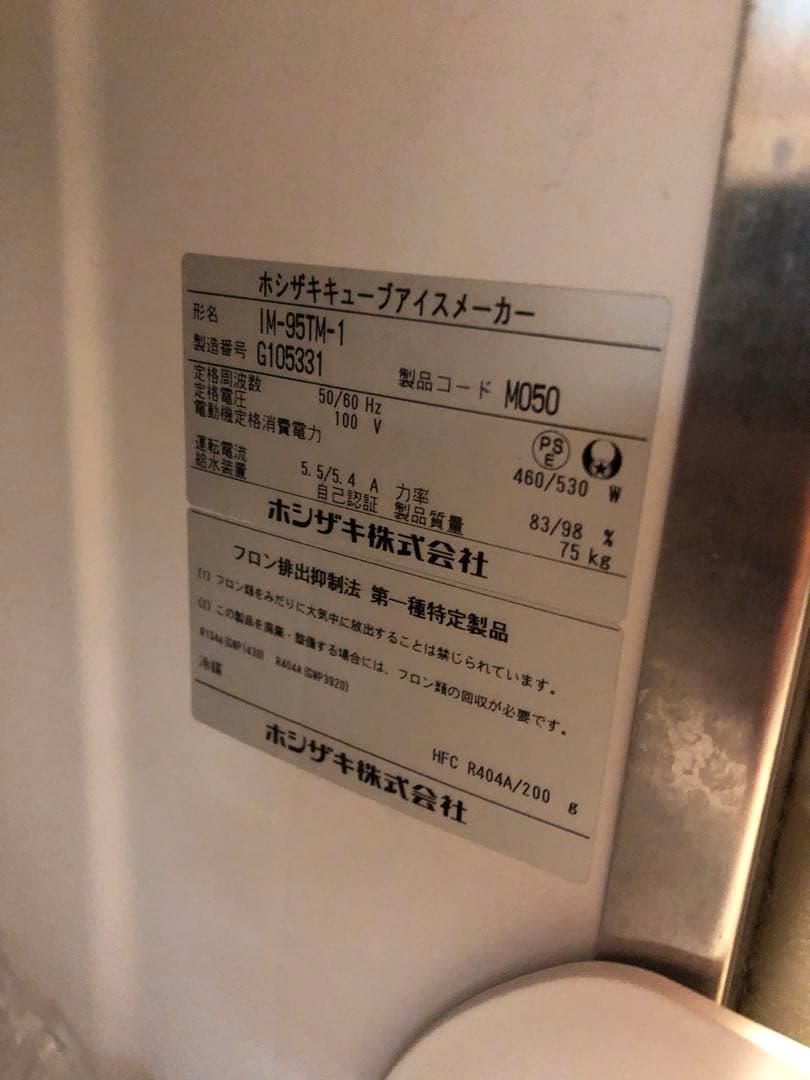 ホシザキキューブアイスメーカー
形名 IM-95TM-1
製造番号 G105331 製品コード M050
定格周波数 50/60 Hz
定格電圧 100 V
電動機定格消費電力 460/530 W
PS
E
運転電流 5.5/5.4 A 力率 83/98 %
給水装置 自己認証 製品質量 75 kg
ホシザキ株式会社
フロン排出抑制法 第一種特定製品
(1) フロン類をみだりに大気中に放出することは禁じられています。
(2) この製品を廃棄・整備する場合には、フロン類の回収が必要です。
R134a(GWP1430) R404A(GWP3920)
冷媒 HFC R404A/200 g
ホシザキ株式会社